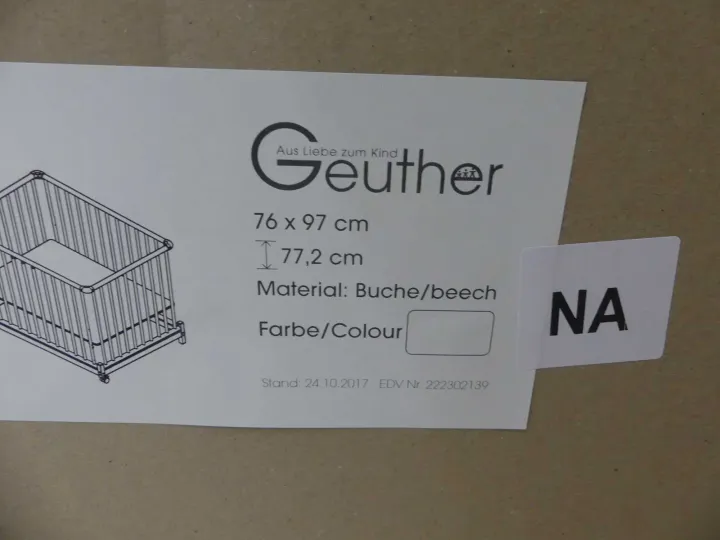 Aus Liebe zum Kind
Geuther
76 x 97 cm
77,2 cm
Material: Buche/beech
Farbe/Colour
NA
Stand: 24.10.2017 EDV Nr. 222302139